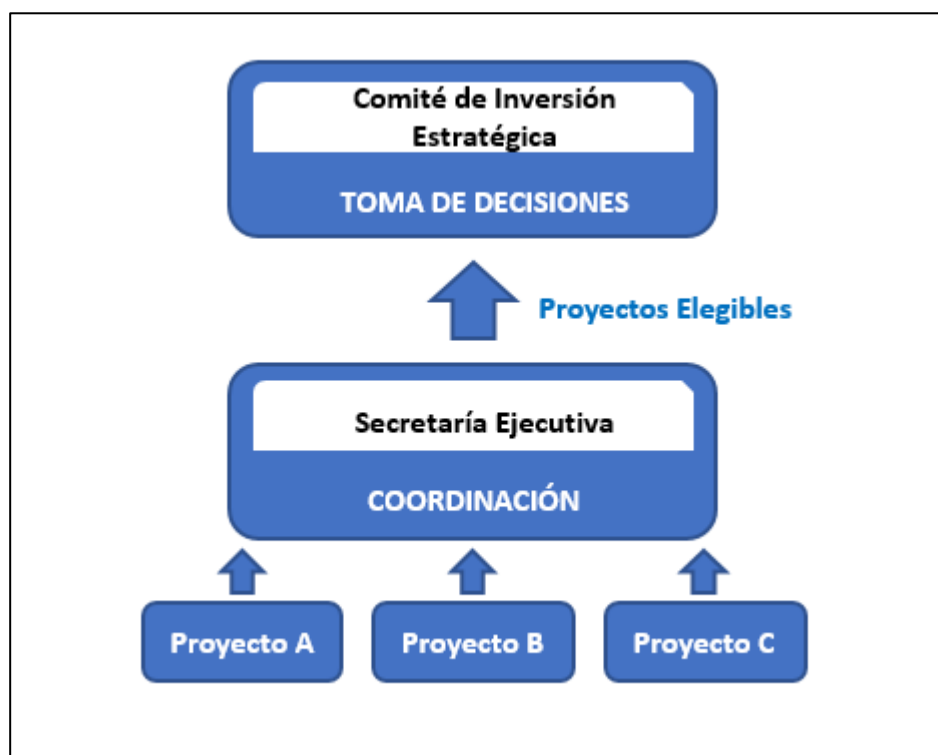 Comité de Inversión
Estratégica
TOMA DE DECISIONES
Proyectos Elegibles
Secretaría Ejecutiva
COORDINACIÓN
Proyecto A
Proyecto B
Proyecto C